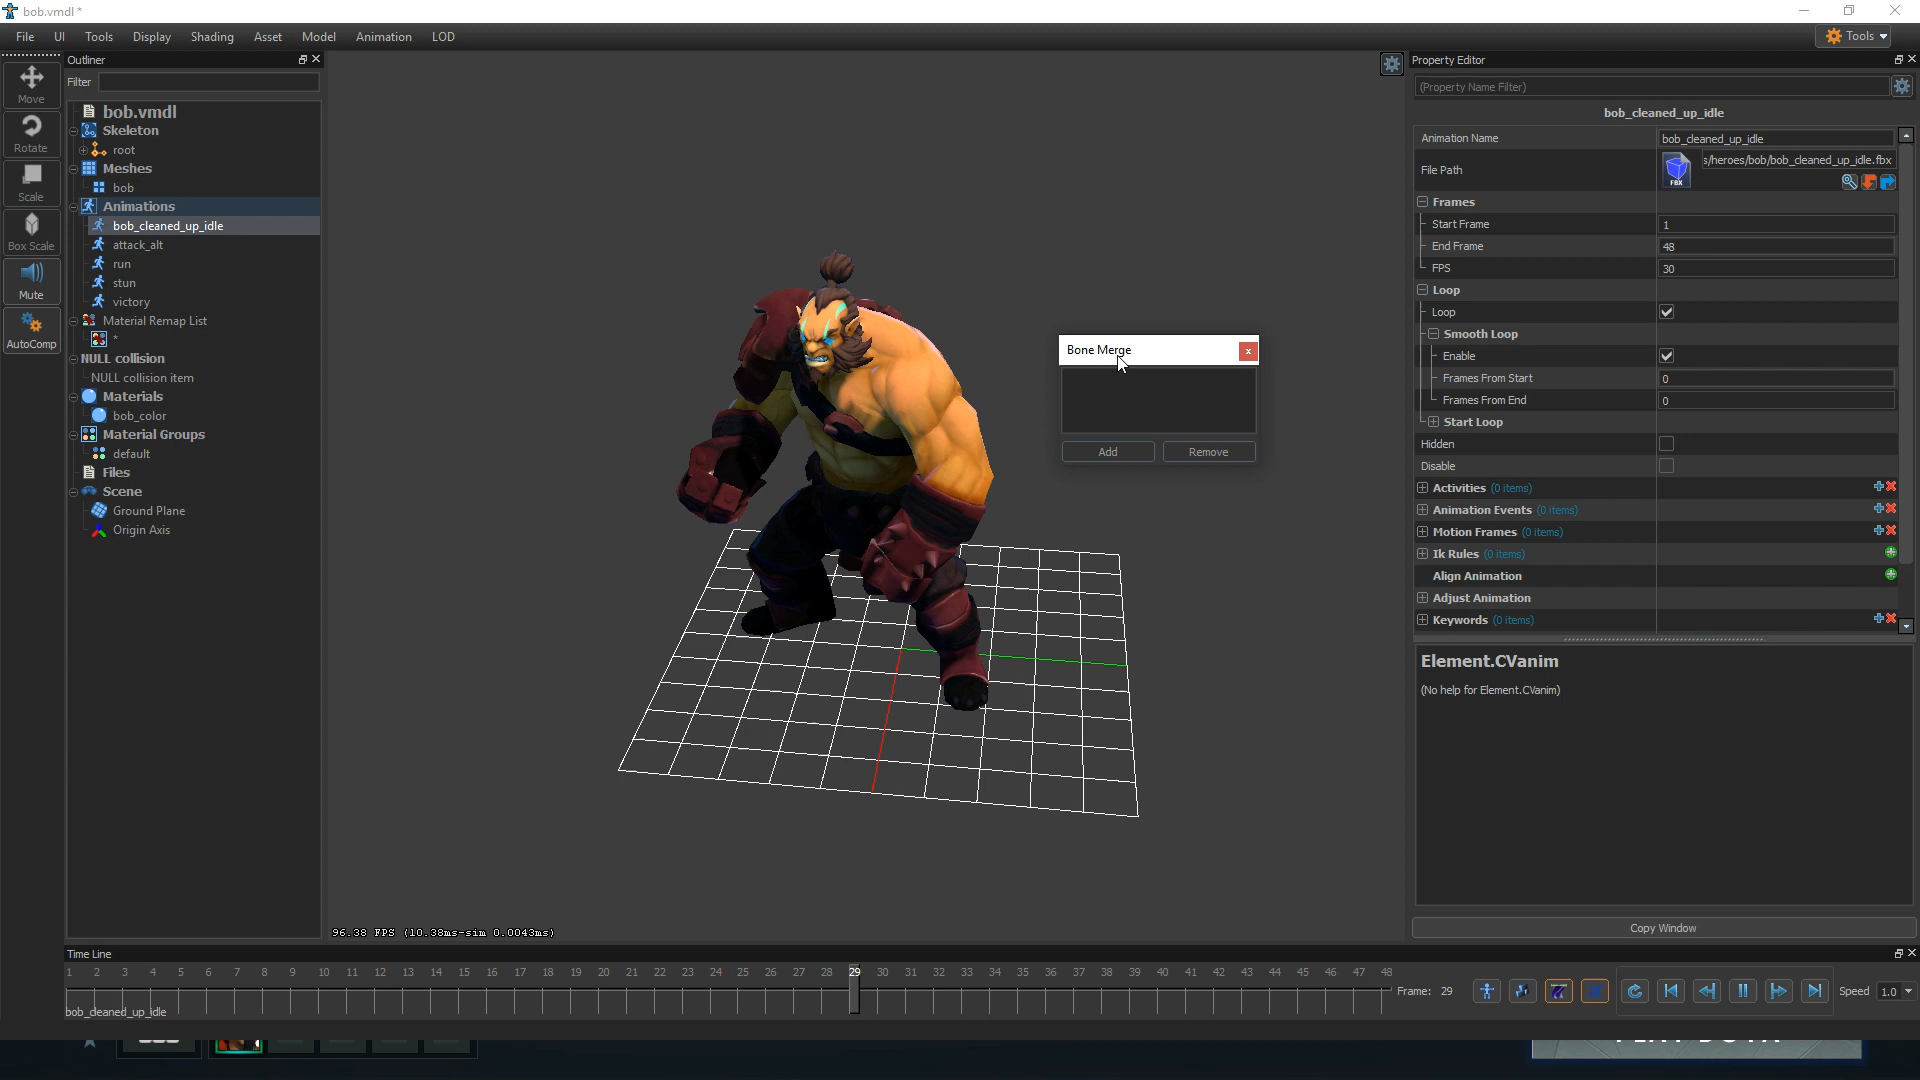 bob.vmdl *
File UI Tools Display Shading Asset Model Animation LOD
Tools
Move
Rotate
Scale
Box Scale
Mute
AutoComp
Outliner
Filter
bob.vmdl
Skeleton
root
Meshes
bob
Animations
bob_cleaned_up_idle
attack_alt
run
stun
victory
Material Remap List
*
NULL collision
NULL collision item
Materials
bob_color
Material Groups
default
Files
Scene
Ground Plane
Origin Axis
Bone Merge
x
Add Remove
96.38 FPS (10.38ms-sim 0.0043ms)
Property Editor
(Property Name Filter)
bob_cleaned_up_idle
Animation Name bob_cleaned_up_idle
File Path s/heroes/bob/bob_cleaned_up_idle.fbx
FBX
Frames
Start Frame 1
End Frame 48
FPS 30
Loop
Loop
Smooth Loop
Enable
Frames From Start 0
Frames From End 0
Start Loop
Hidden
Disable
Activities (0 items)
Animation Events (0 items)
Motion Frames (0 items)
Ik Rules (0 items)
Align Animation
Adjust Animation
Keywords (0 items)
Element.CVanim
(No help for Element.CVanim)
Copy Window
Time Line
1 2 3 4 5 6 7 8 9 10 11 12 13 14 15 16 17 18 19 20 21 22 23 24 25 26 27 28 29 30 31 32 33 34 35 36 37 38 39 40 41 42 43 44 45 46 47 48
Frame: 29
Speed 1.0
bob_cleaned_up_idle